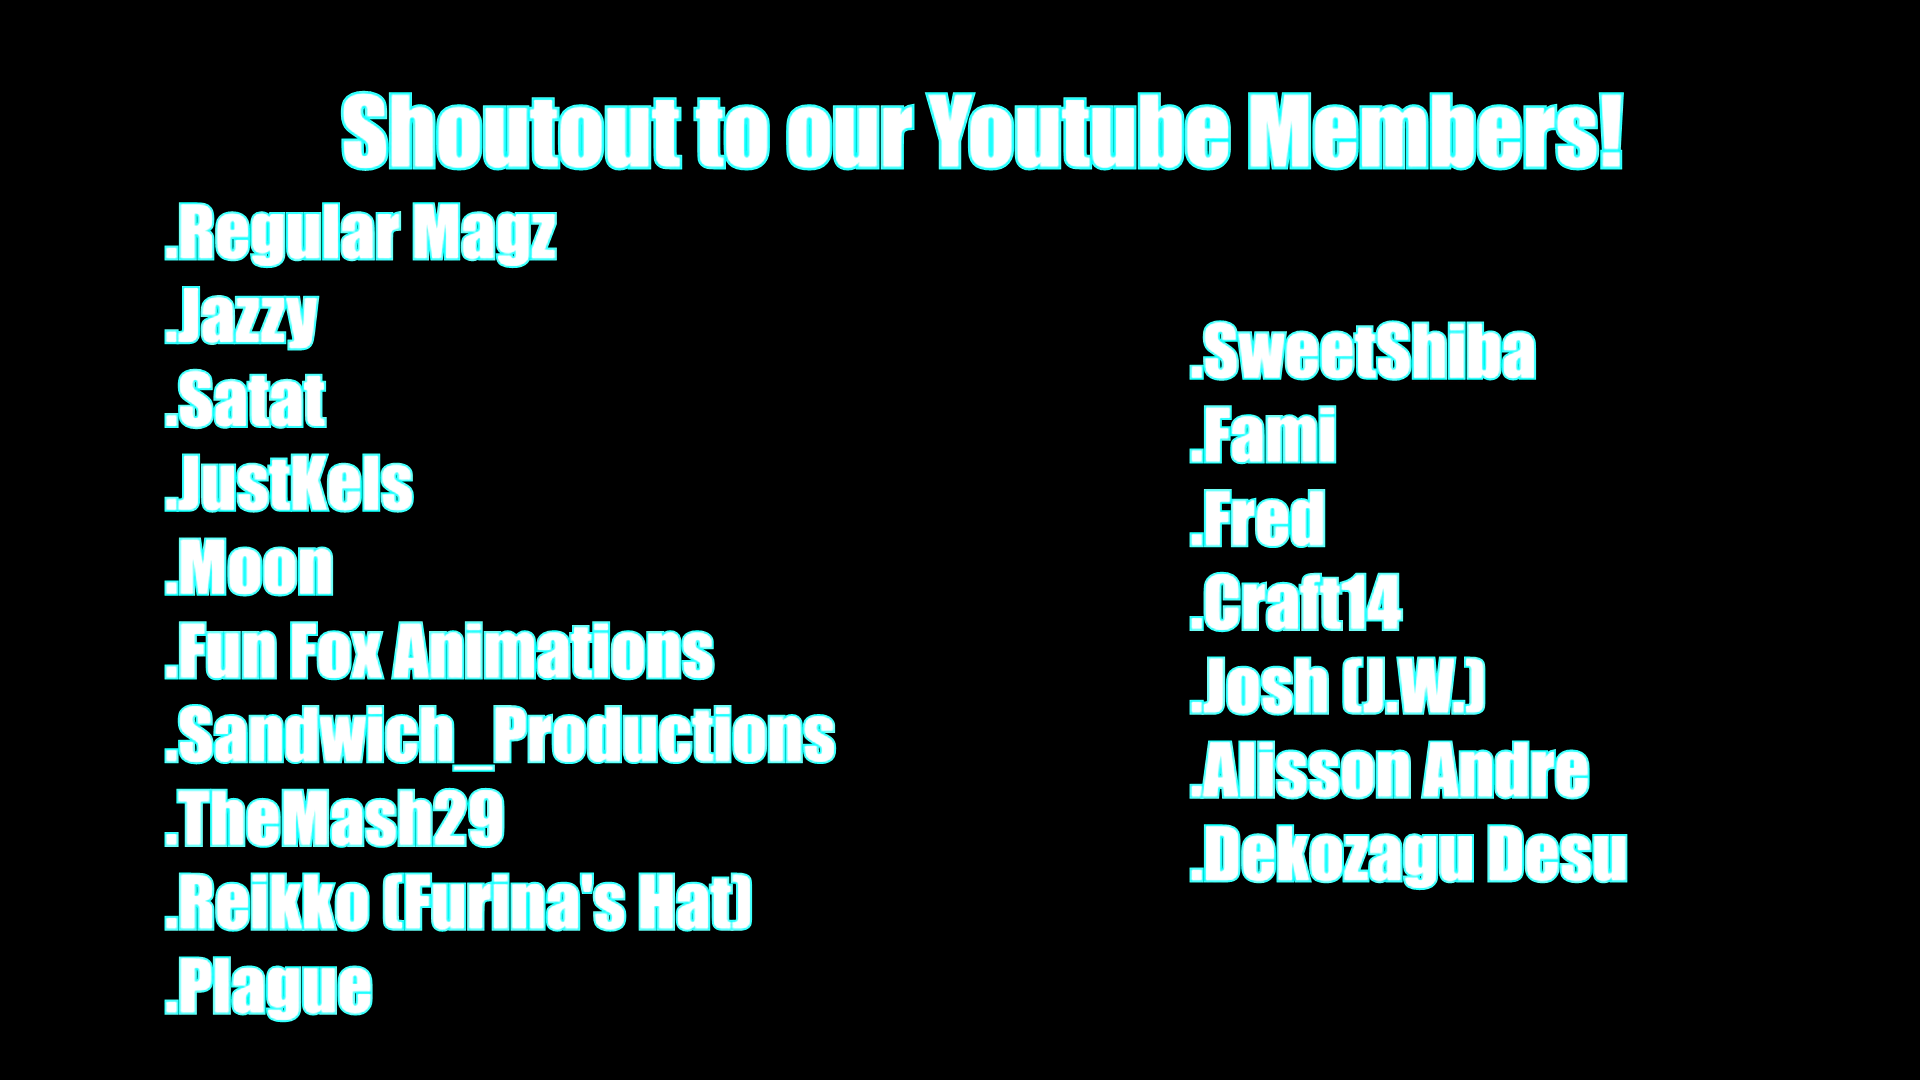 Shoutout to our Youtube Members!
.Regular Magz
.Jazzy
.Satat
.JustKels
.Moon
.Fun Fox Animations
.Sandwich_Productions
.TheMash29
.Reikko (Furina's Hat)
.Plague
.SweetShiba
.Fami
.Fred
.Craft14
.Josh (J.W.)
.Alisson Andre
.Dekozagu Desu